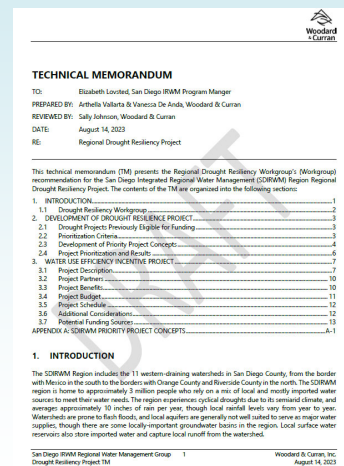 Woodard
& Curran
TECHNICAL MEMORANDUM
TO: Elizabeth Lovsted, San Diego IRWM Program Manger
PREPARED BY: Arthella Vallarta & Vanessa De Anda, Woodard & Curran
REVIEWED BY: Sally Johnson, Woodard & Curran
DATE: August 14, 2023
RE: Regional Drought Resiliency Project
This technical memorandum (TM) presents the Regional Drought Resiliency Workgroup's (Workgroup)
recommendation for the San Diego Integrated Regional Water Management (SDIRWM) Region Regional
Drought Resiliency Project. The contents of the TM are organized into the following sections:
1. INTRODUCTION 1
1.1 Drought Resiliency Workgroup 2
2. DEVELOPMENT OF DROUGHT RESILIENCE PROJECT 3
2.1 Drought Projects Previously Eligible for Funding 3
2.2 Prioritization Criteria 3
2.3 Development of Priority Project Concepts 4
2.4 Project Prioritization and Results 6
3. WATER USE EFFICIENCY INCENTIVE PROJECT 7
3.1 Project Description 7
3.2 Project Partners 10
3.3 Project Benefits 10
3.4 Project Budget 11
3.5 Project Schedule 12
3.6 Additional Considerations 12
3.7 Potential Funding Sources 13
APPENDIX A: SDIRWM PRIORITY PROJECT CONCEPTS A-1
1. INTRODUCTION
The SDIRWM Region includes the 11 western-draining watersheds in San Diego County, from the border
with Mexico in the south to the borders with Orange County and Riverside County in the north. The SDIRWM
region is home to approximately 3 million people who rely on a mix of local and mostly imported water
sources to meet their water needs. The region experiences cyclical droughts due to its semiarid climate, and
averages approximately 10 inches of rain per year, though local rainfall levels vary from year to year.
Watersheds are prone to flash floods, and local aquifers are generally not well suited to serve as major water
supplies, though there are some locally-important groundwater basins in the region. Local surface water
reservoirs also store imported water and capture local runoff from the watershed.
San Diego IRWM Regional Water Management Group 1 Woodard & Curran, Inc.
Drought Resiliency Project TM August 14, 2023
DRAFT